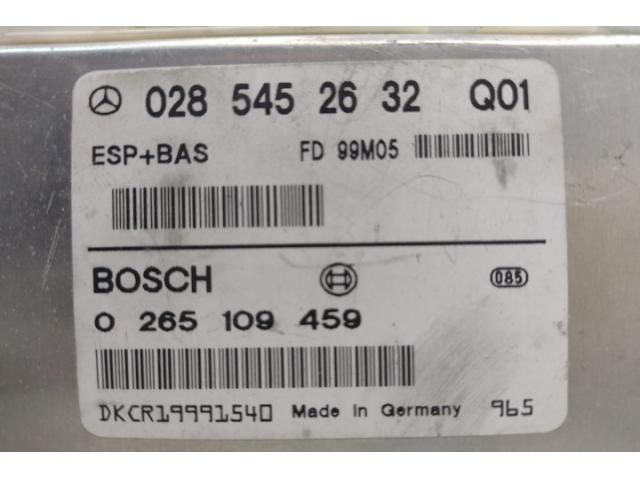 028 545 26 32 Q01
ESP+BAS FD 99M05
BOSCH 085
0 265 109 459
DKCR19991540 Made in Germany 965